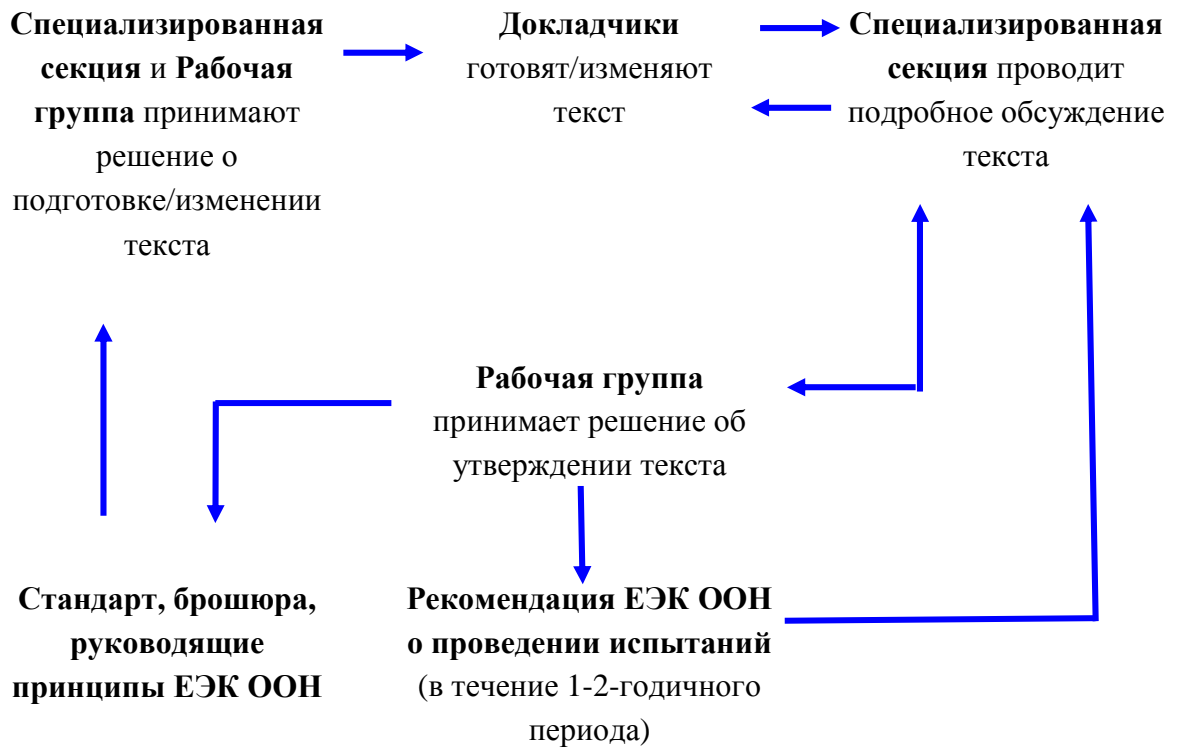 Специализированная
секция и Рабочая
группа принимают
решение о
подготовке/изменении
текста
Докладчики
готовят/изменяют
текст
Специализированная
секция проводит
подробное обсуждение
текста
Рабочая группа
принимает решение об
утверждении текста
Стандарт, брошюра,
руководящие
принципы ЕЭК ООН
Рекомендация ЕЭК ООН
о проведении испытаний
(в течение 1-2-годичного
периода)